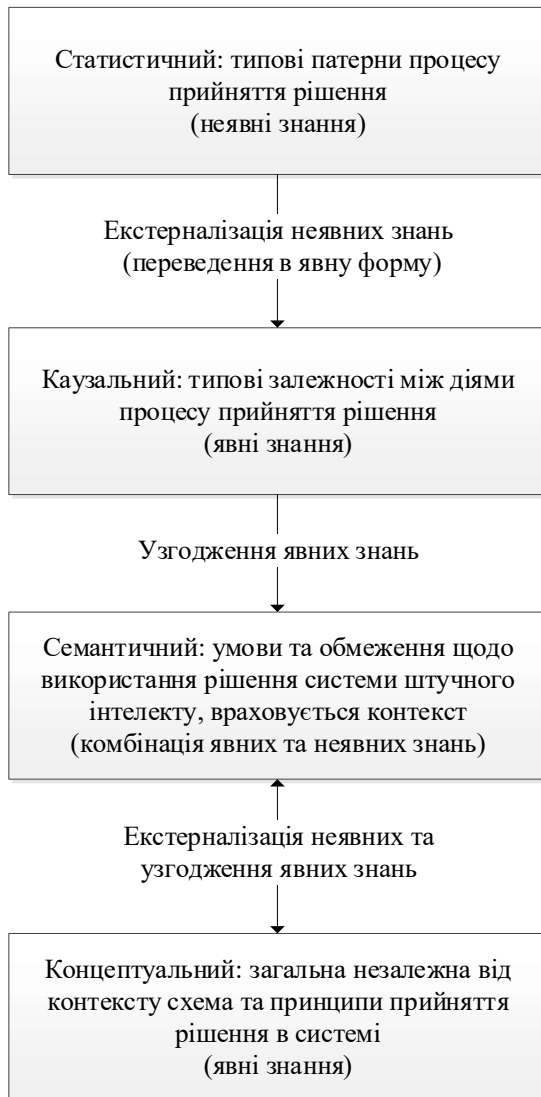 Статистичний: типові патерни процесу
прийняття рішення
(неявні знання)
Екстерналізація неявних знань
(переведення в явну форму)
Каузальний: типові залежності між діями
процесу прийняття рішення
(явні знання)
Узгодження явних знань
Семантичний: умови та обмеження щодо
використання рішення системи штучного
інтелекту, враховується контекст
(комбінація явних та неявних знань)
Екстерналізація неявних та
узгодження явних знань
Концептуальний: загальна незалежна від
контексту схема та принципи прийняття
рішення в системі
(явні знання)